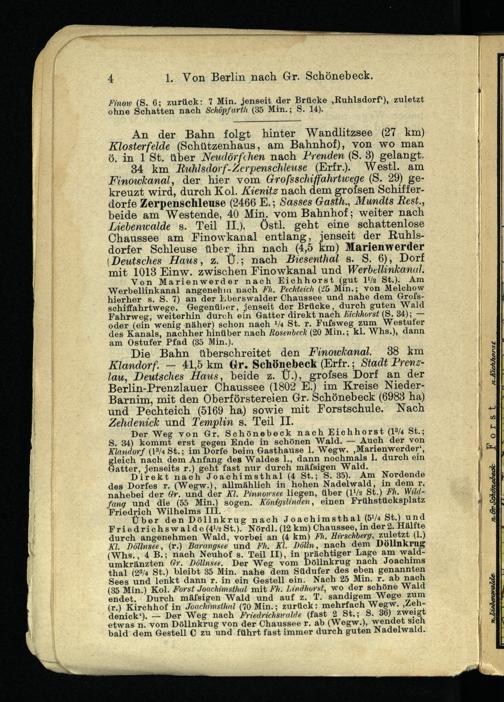 4 1. Von Berlin nach Gr. Schönebeck.
Finow (S. 6; zurück: 7 Min. jenseit der Brücke ‚Ruhlsdorf‘), zuletzt
ohne Schatten nach Schöpfurth (35 Min.; S. 14).
An der Bahn folgt hinter Wandlitzsee (27 km)
Klosterfelde (Schützenhaus, am Bahnhof), von wo man
ö. in 1 St. über Neudörfchen nach Prenden (S. 3) gelangt.
34 km Ruhlsdorf-Zerpenschleuse (Erfr.). Westl. am
Finowkanal, der hier vom Grofsschiffahrtwege (S. 29) ge-
kreuzt wird, durch Kol. Kienitz nach dem grofsen Schiffer-
dorfe Zerpenschleuse (2466 E.; Sasses Gasth., Mundts Rest.,
beide am Westende, 40 Min. vom Bahnhof; weiter nach
Liebenwalde s. Teil II.). Östl. geht eine schattenlose
Chaussee am Finowkanal entlang, jenseit der Ruhls-
dorfer Schleuse über ihn nach (4,5 km) Marienwerder
(Deutsches Haus, z. Ü.; nach Biesenthal s. S. 6), Dorf
mit 1013 Einw. zwischen Finowkanal und Werbellinkanal.
Von Marienwerder nach Eichhorst (gut 1½ St.). Am
Werbellinkanal angenehm nach Fh. Pechteich (25 Min.; von Melchow
hierher s. S. 7) an der Eberswalder Chaussee und nahe dem Grofs-
schiffahrtwege. Gegenüber, jenseit der Brücke, durch guten Wald
Fahrweg, weiterhin durch ein Gatter direkt nach Eichhorst (S. 34); —
oder (ein wenig näher) schon nach ¼ St. r. Fufsweg zum Westufer
des Kanals, nachher hinüber nach Rosenbeck (20 Min.; kl. Whs.), dann
am Ostufer Pfad (35 Min.).
Die Bahn überschreitet den Finowkanal. 38 km
Klandorf. — 41,5 km Gr. Schönebeck (Erfr.; Stadt Prenz-
lau, Deutsches Haus, beide z. Ü.), grofses Dorf an der
Berlin-Prenzlauer Chaussee (1802 E.) im Kreise Nieder-
Barnim, mit den Oberförstereien Gr. Schönebeck (6983 ha)
und Pechteich (5169 ha) sowie mit Forstschule. Nach
Zehdenick und Templin s. Teil II.
Der Weg von Gr. Schönebeck nach Eichhorst (1¾ St.;
S. 34) kommt erst gegen Ende in schönen Wald. — Auch der von
Klandorf (1¾ St.; im Dorfe beim Gasthause l. Wegw. ‚Marienwerder‘,
gleich nach dem Anfang des Waldes l., dann nochmals l. durch ein
Gatter, jenseits r.) geht fast nur durch mäfsigen Wald.
Direkt nach Joachimsthal (4 St.; S. 35). Am Nordende
des Dorfes r. (Wegw.), allmählich in hohen Nadelwald, in dem r.
nahebei der Gr. und der Kl. Pinnowsee liegen, über (1½ St.) Fh. Wild-
fang und die (55 Min.) sogen. Königslinden, einen Frühstücksplatz
Friedrich Wilhelms III.
Über den Döllnkrug nach Joachimsthal (5¼ St.) und
Friedrichswalde (4½ St.). Nördl. (12 km) Chaussee, in der 2. Hälfte
durch angenehmen Wald, vorbei an (4 km) Fh. Hirschberg, zuletzt (l.)
Kl. Döllnsee, (r.) Barungsee und Fh. Kl. Dölln, nach dem Döllnkrug
(Whs., 4 B.; nach Neuhof s. Teil II), in prächtiger Lage am wald-
umkränzten Gr. Döllnsee. Der Weg vom Döllnkrug nach Joachims
thal (2¾ St.) bleibt 35 Min. nahe dem Südufer des eben genannten
Sees und lenkt dann r. in ein Gestell ein. Nach 25 Min. r. ab nach
(35 Min.) Kol. Forst Joachimsthal mit Fh. Lindhorst, wo der schöne Wald
endet. Durch mäfsigen Wald und auf z. T. sandigem Wege zum
(r.) Kirchhof in Joachimsthal (70 Min.; zurück: mehrfach Wegw. ‚Zeh-
denick‘). — Der Weg nach Friedrichswalde (fast 2 St.; S. 36) zweigt
etwas n. vom Döllnkrug von der Chaussee r. ab (Wegw.), wendet sich
bald dem Gestell C zu und führt fast immer durch guten Nadelwald.
Forst